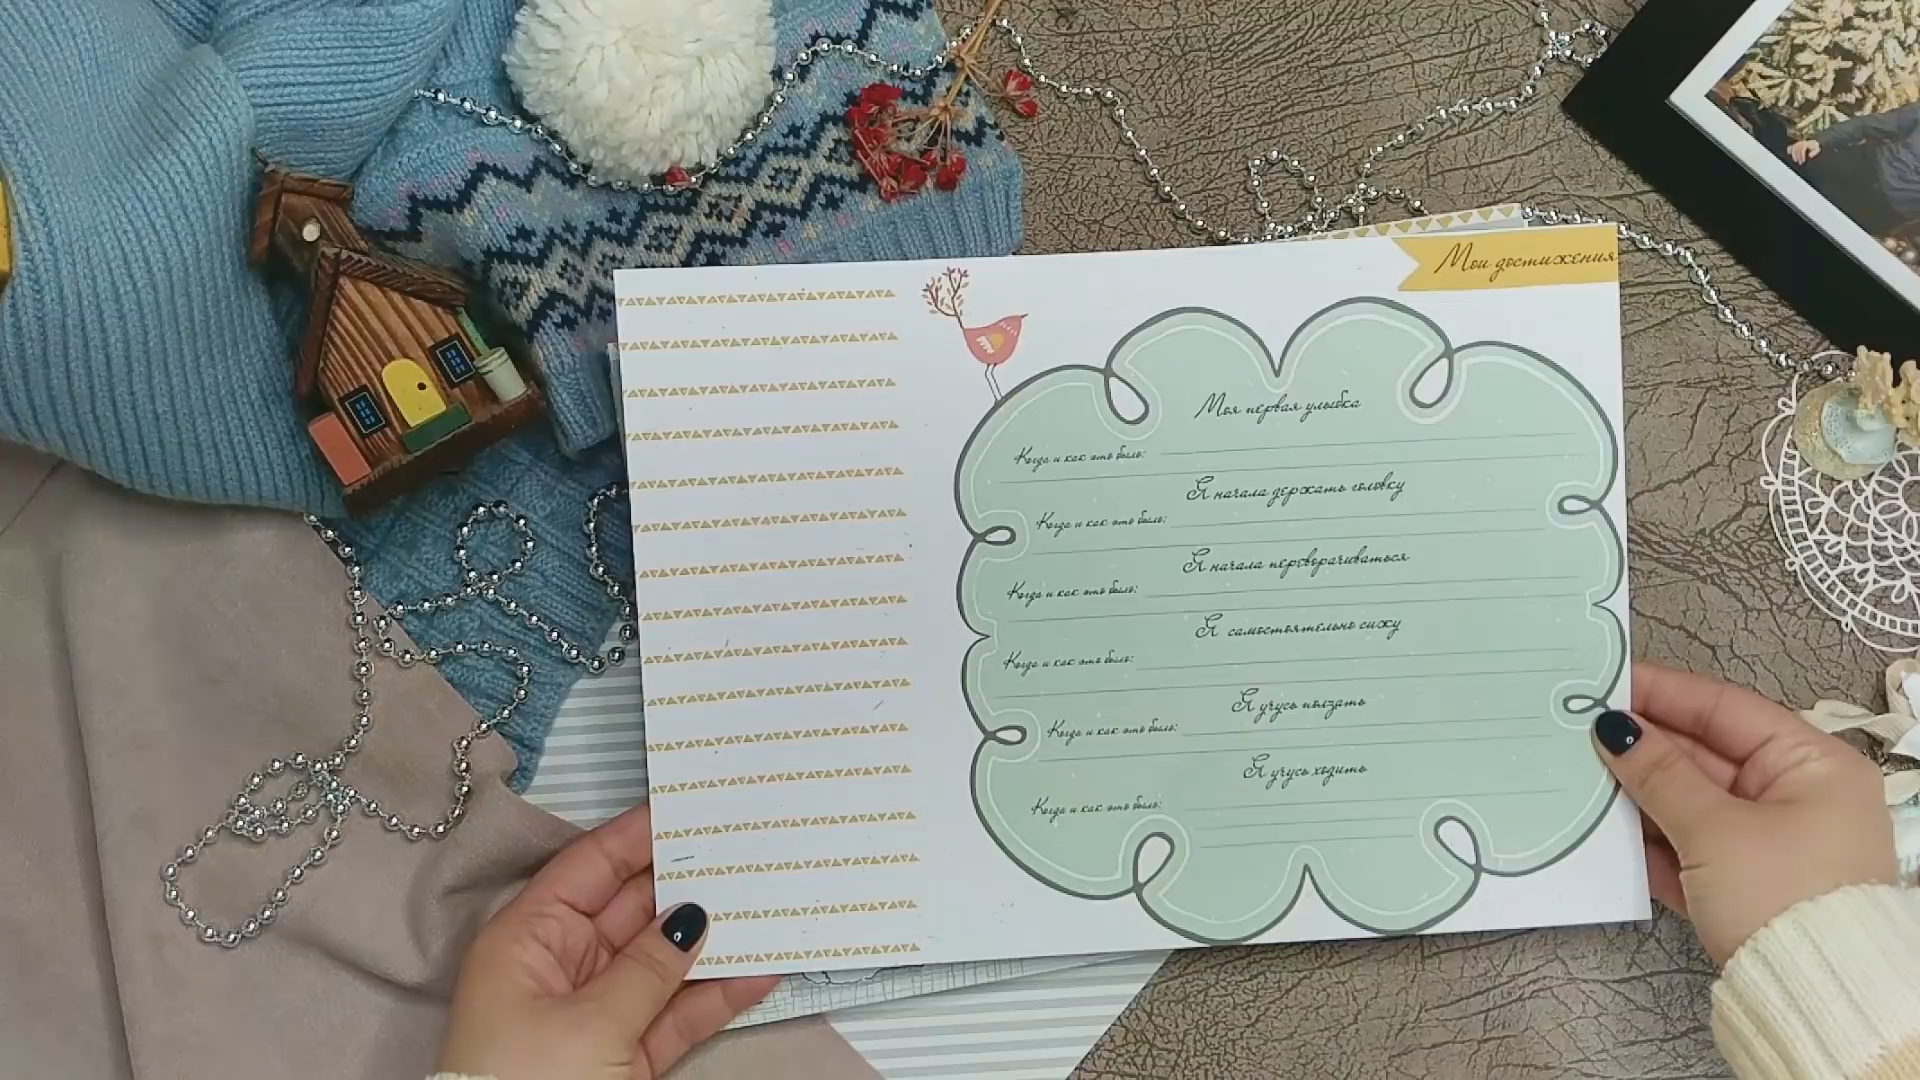 Мои достижения
Моя первая улыбка
Когда и как это было:
Я начала держать головку
Когда и как это было:
Я начала переворачиваться
Когда и как это было:
Я самостоятельно сижу
Когда и как это было:
Я учусь ползать
Когда и как это было:
Я учусь ходить
Когда и как это было: